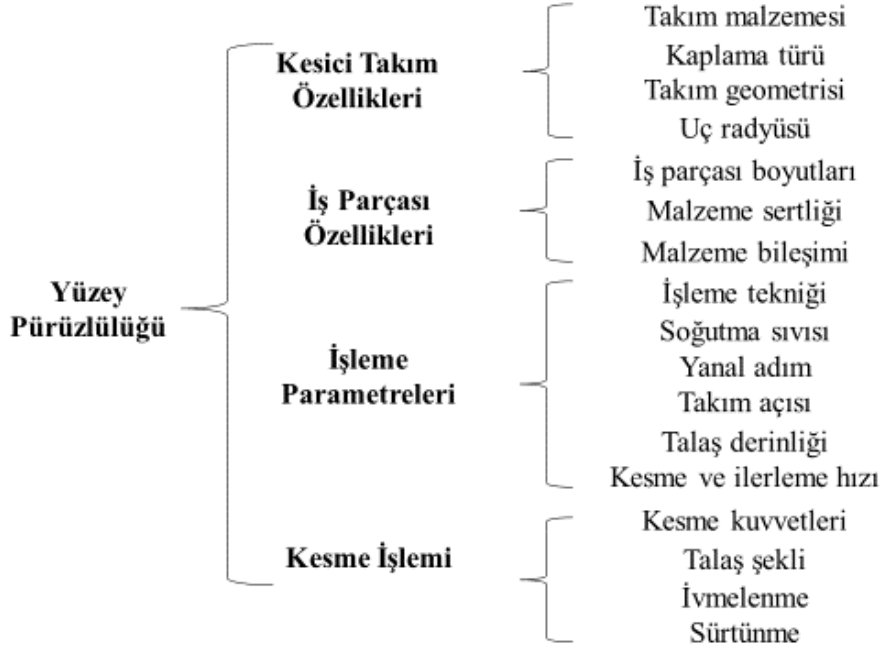 Yüzey
Pürüzlülüğü
Kesici Takım
Özellikleri
Takım malzemesi
Kaplama türü
Takım geometrisi
Uç radyüsü
İş Parçası
Özellikleri
İş parçası boyutları
Malzeme sertliği
Malzeme bileşimi
İşleme
Parametreleri
İşleme tekniği
Soğutma sıvısı
Yanal adım
Takım açısı
Talaş derinliği
Kesme ve ilerleme hızı
Kesme İşlemi
Kesme kuvvetleri
Talaş şekli
İvmelenme
Sürtünme